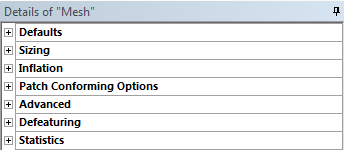 Details of "Mesh"
Defaults
Sizing
Inflation
Patch Conforming Options
Advanced
Defeaturing
Statistics